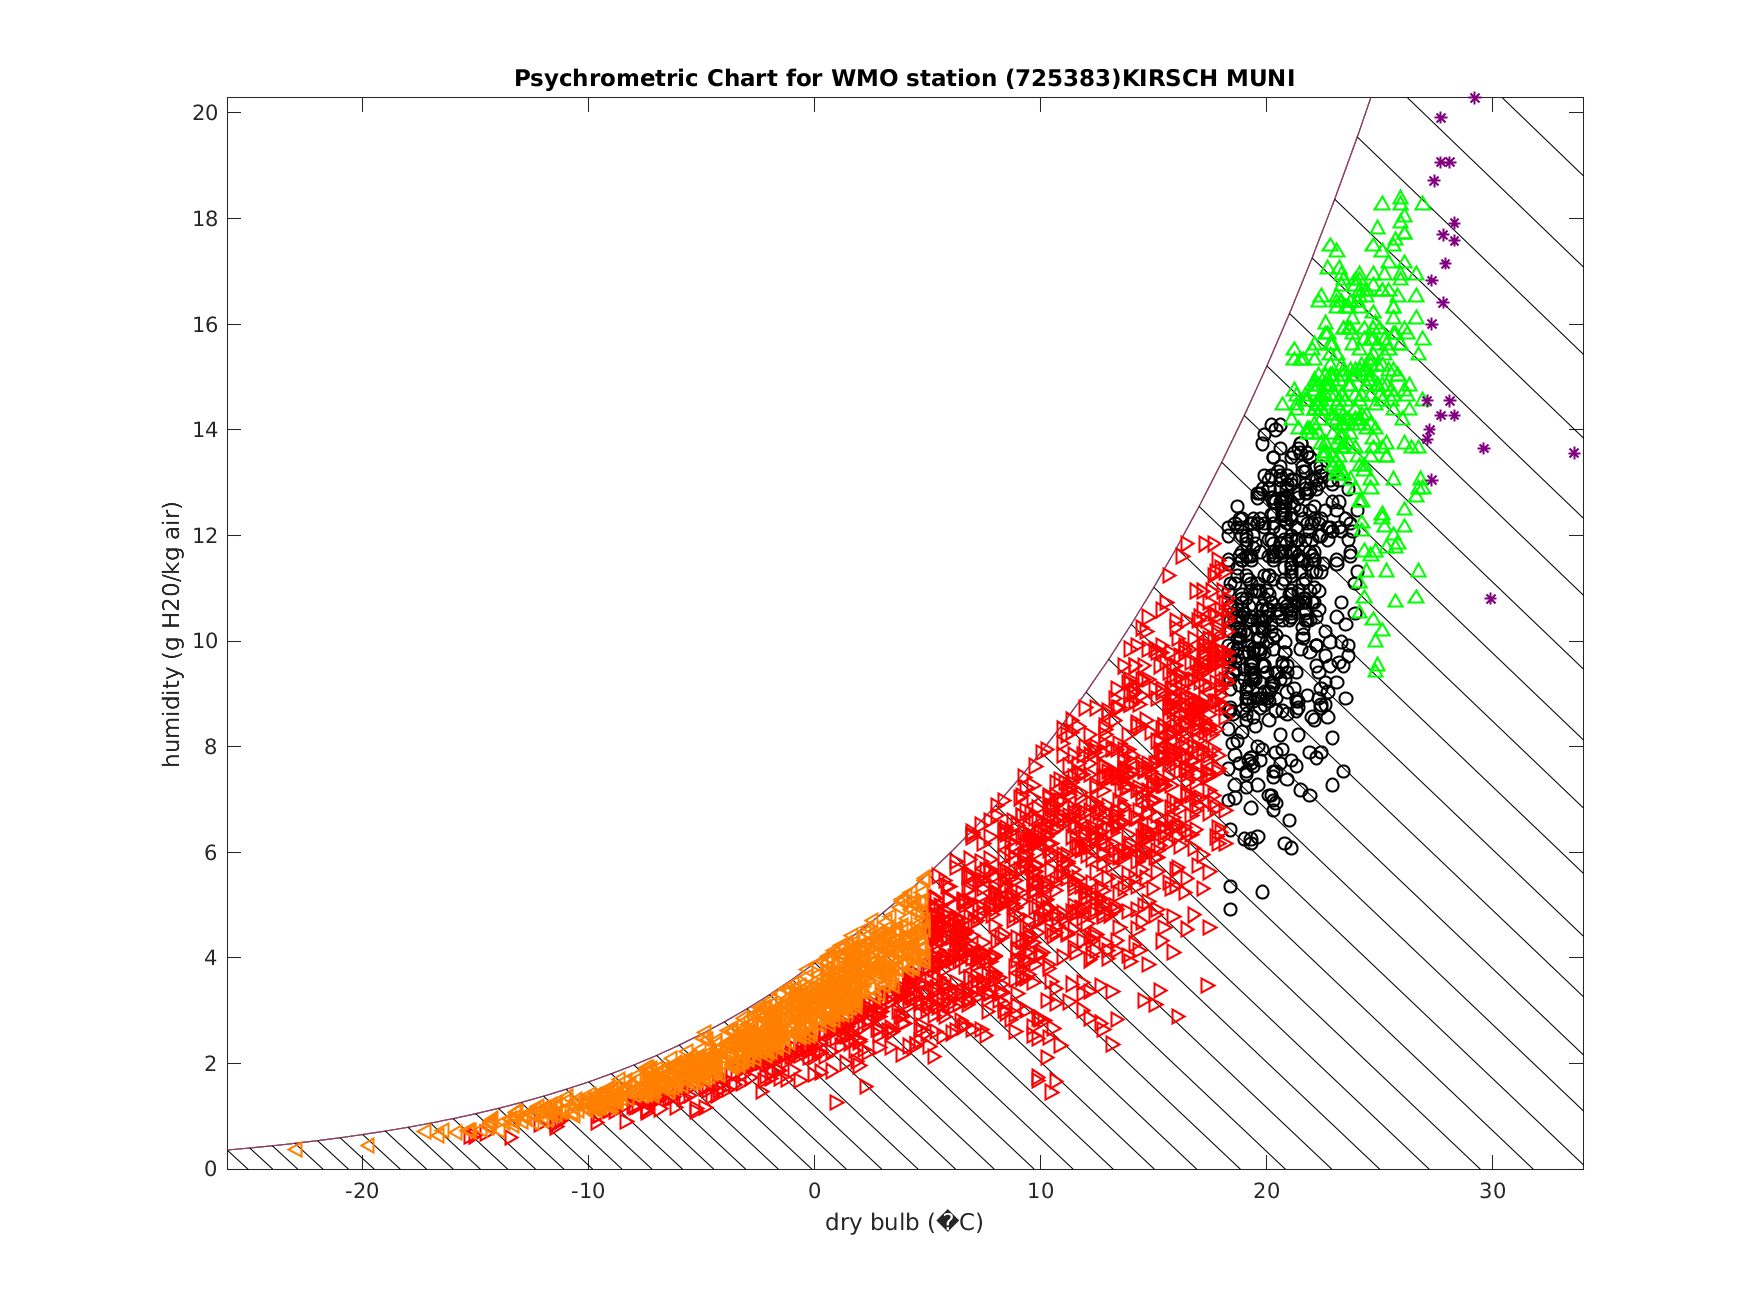 Psychrometric Chart for WMO station (725383)KIRSCH MUNI
20
18
16
14
12
10
8
6
4
2
0
humidity (g H20/kg air)
-20 -10 0 10 20 30
dry bulb (�C)